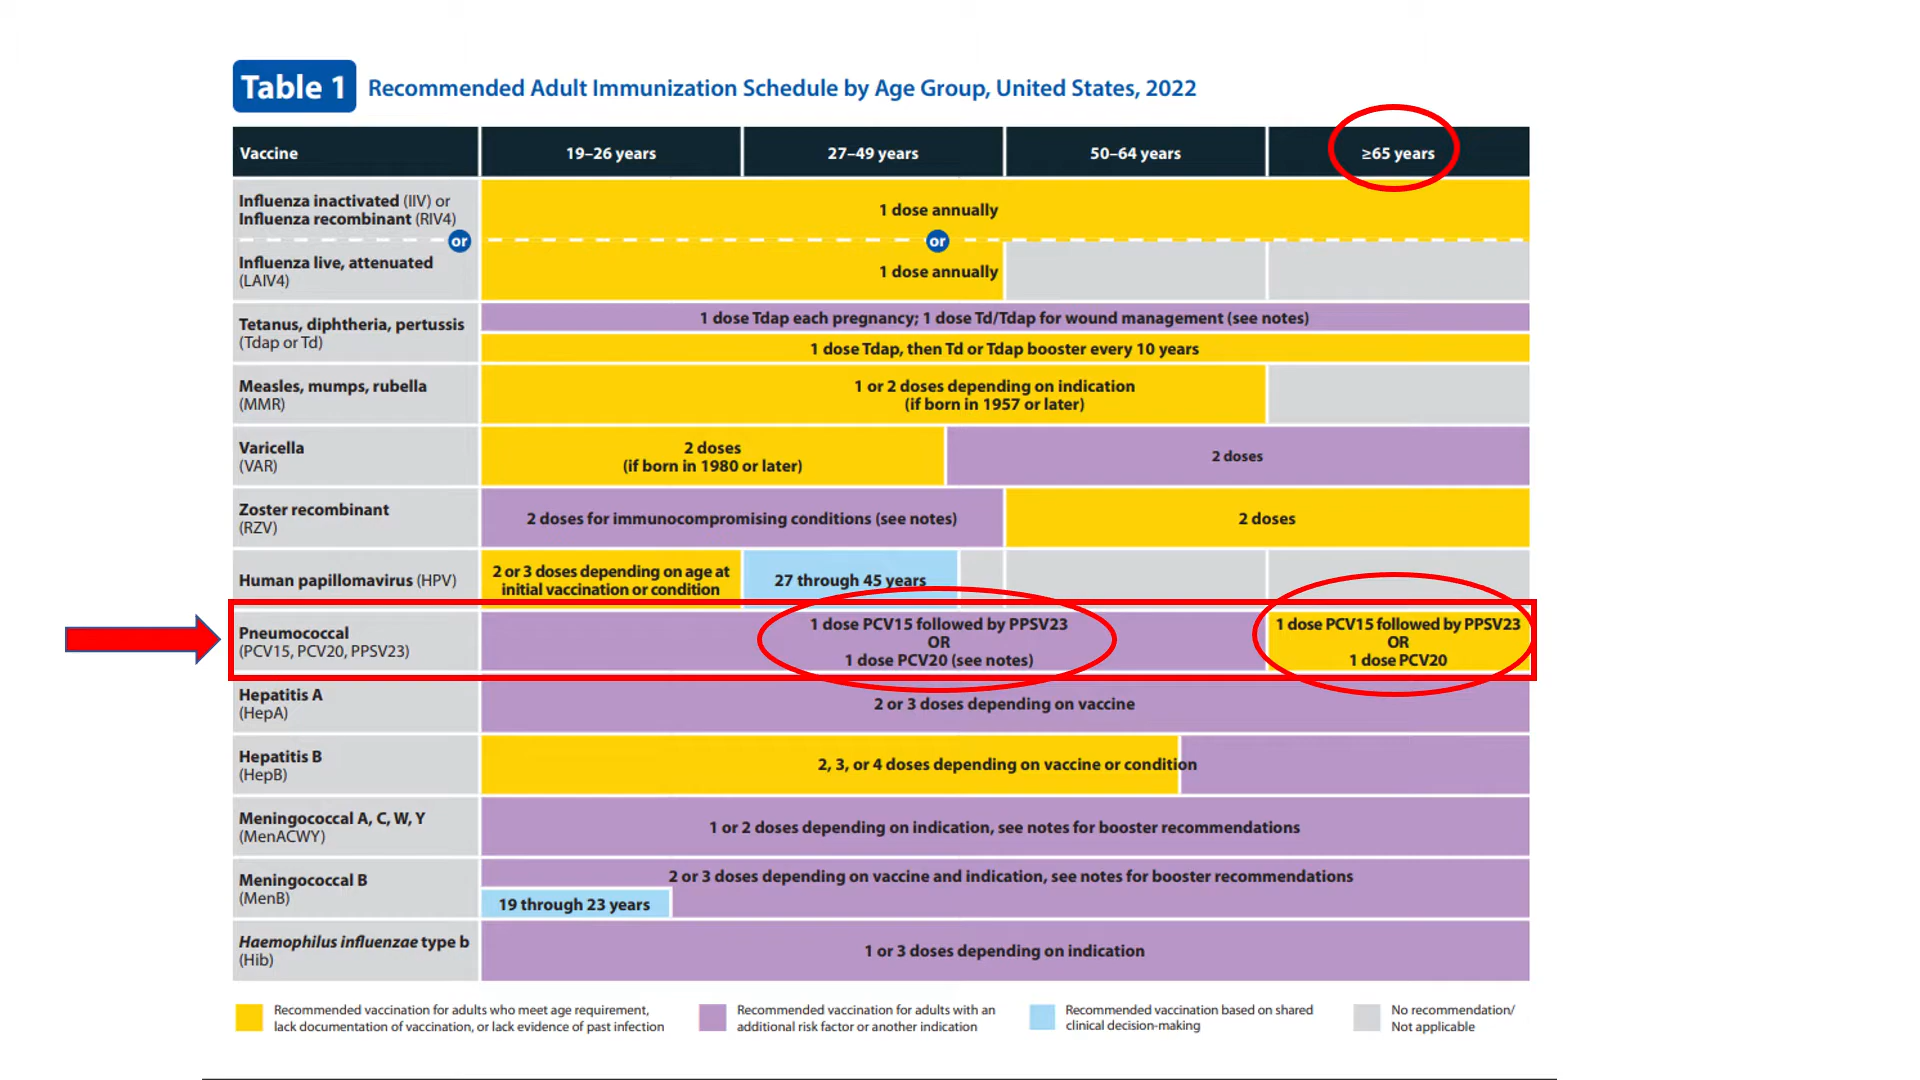 Table 1 Recommended Adult Immunization Schedule by Age Group, United States, 2022
Vaccine
19–26 years
27–49 years
50–64 years
≥65 years
Influenza inactivated (IIV) or
Influenza recombinant (RIV4)
1 dose annually
or
or
Influenza live, attenuated
(LAIV4)
1 dose annually
Tetanus, diphtheria, pertussis
(Tdap or Td)
1 dose Tdap each pregnancy; 1 dose Td/Tdap for wound management (see notes)
1 dose Tdap, then Td or Tdap booster every 10 years
Measles, mumps, rubella
(MMR)
1 or 2 doses depending on indication
(if born in 1957 or later)
Varicella
(VAR)
2 doses
(if born in 1980 or later)
2 doses
Zoster recombinant
(RZV)
2 doses for immunocompromising conditions (see notes)
2 doses
Human papillomavirus (HPV)
2 or 3 doses depending on age at
initial vaccination or condition
27 through 45 years
Pneumococcal
(PCV15, PCV20, PPSV23)
1 dose PCV15 followed by PPSV23
OR
1 dose PCV20 (see notes)
1 dose PCV15 followed by PPSV23
OR
1 dose PCV20
Hepatitis A
(HepA)
2 or 3 doses depending on vaccine
Hepatitis B
(HepB)
2, 3, or 4 doses depending on vaccine or condition
Meningococcal A, C, W, Y
(MenACWY)
1 or 2 doses depending on indication, see notes for booster recommendations
Meningococcal B
(MenB)
2 or 3 doses depending on vaccine and indication, see notes for booster recommendations
19 through 23 years
Haemophilus influenzae type b
(Hib)
1 or 3 doses depending on indication
Recommended vaccination for adults who meet age requirement,
lack documentation of vaccination, or lack evidence of past infection
Recommended vaccination for adults with an
additional risk factor or another indication
Recommended vaccination based on shared
clinical decision-making
No recommendation/
Not applicable